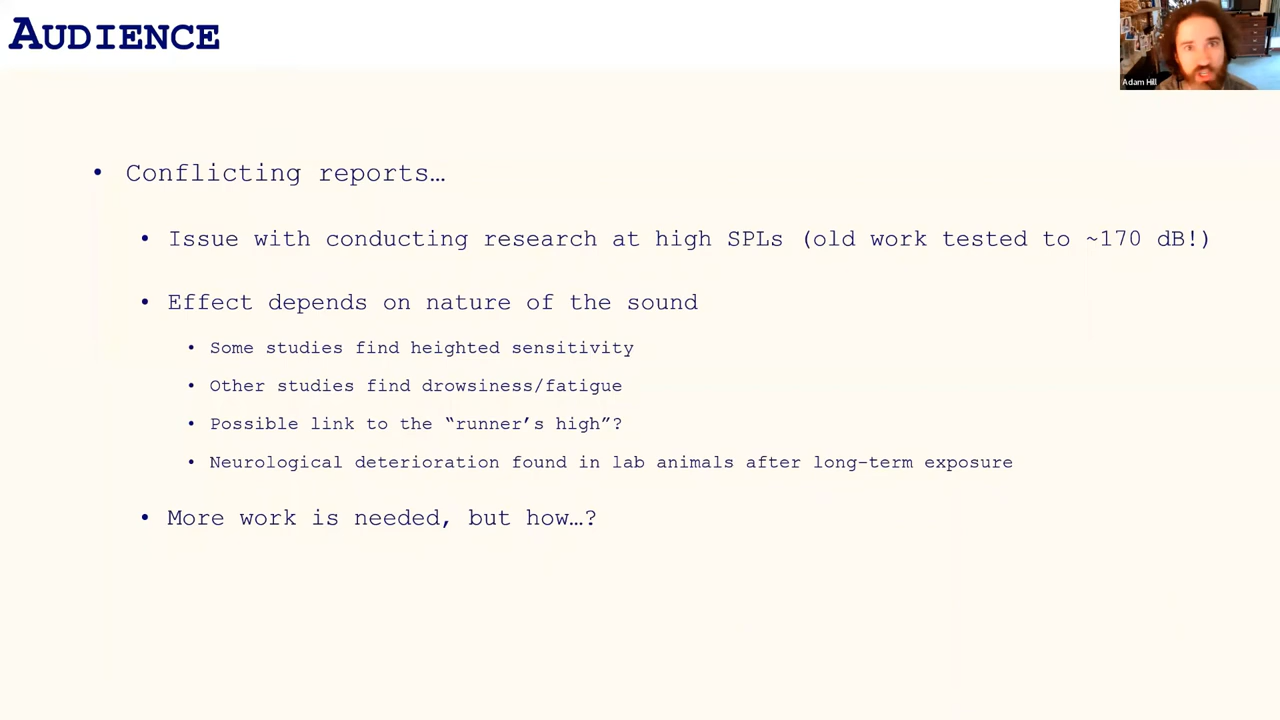 AUDIENCE
Adam Hill
• Conflicting reports…
• Issue with conducting research at high SPLs (old work tested to ~170 dB!)
• Effect depends on nature of the sound
• Some studies find heighted sensitivity
• Other studies find drowsiness/fatigue
• Possible link to the “runner’s high”?
• Neurological deterioration found in lab animals after long-term exposure
• More work is needed, but how…?